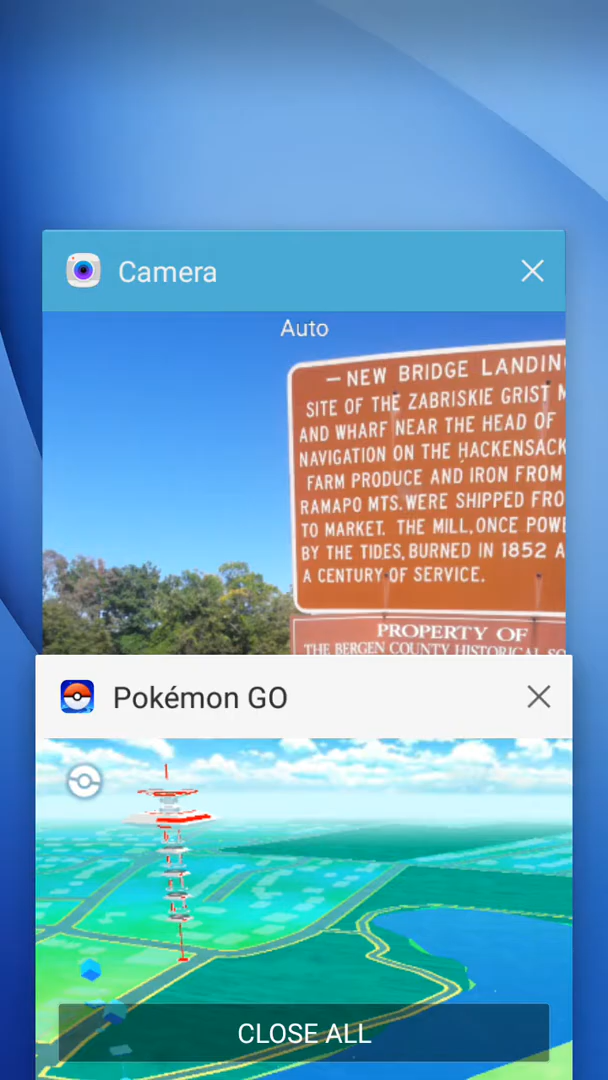 Camera
Auto
—NEW BRIDGE LANDING
SITE OF THE ZABRISKIE GRIST
AND WHARF NEAR THE HEAD OF
NAVIGATION ON THE HACKENSACK
FARM PRODUCE AND IRON FROM
RAMAPO MTS. WERE SHIPPED FRO
TO MARKET. THE MILL, ONCE POW
BY THE TIDES, BURNED IN 1852 A
A CENTURY OF SERVICE.
PROPERTY OF
THE BERGEN COUNTY HISTORICAL
Pokémon GO
CLOSE ALL